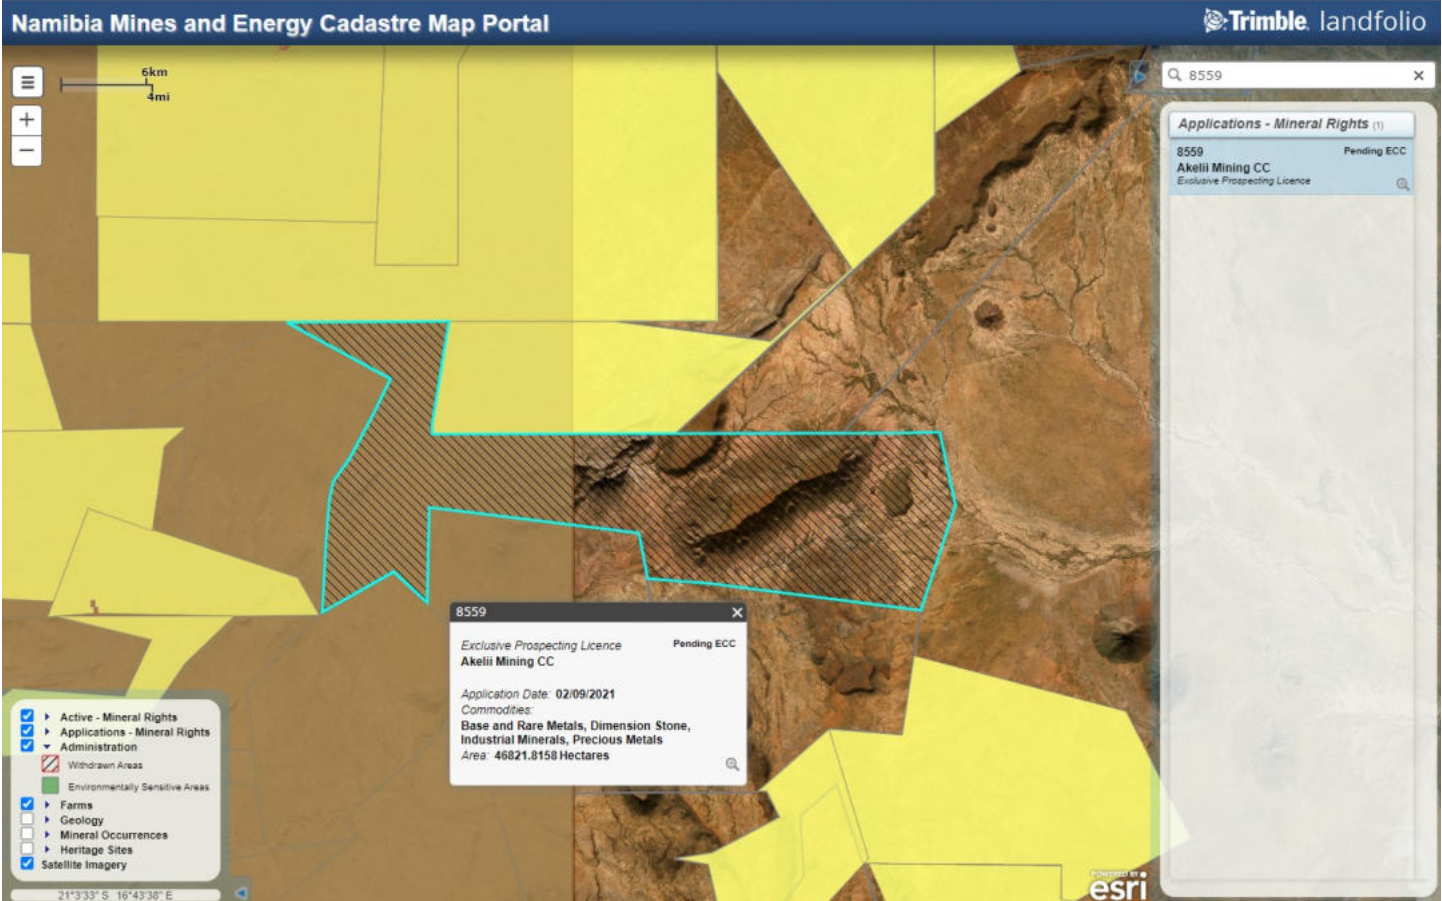 Namibia Mines and Energy Cadastre Map Portal
Trimble. landfolio
6km
4mi
+
−
8559
Applications - Mineral Rights (1)
8559 Pending ECC
Akelii Mining CC
Exclusive Prospecting Licence
8559
Exclusive Prospecting Licence Pending ECC
Akelii Mining CC
Application Date: 02/09/2021
Commodities:
Base and Rare Metals, Dimension Stone,
Industrial Minerals, Precious Metals
Area: 46821.8158 Hectares
Active - Mineral Rights
Applications - Mineral Rights
Administration
Withdrawn Areas
Environmentally Sensitive Areas
Farms
Geology
Mineral Occurrences
Heritage Sites
Satellite Imagery
21°3'33" S 16°43'38" E
POWERED BY
esri